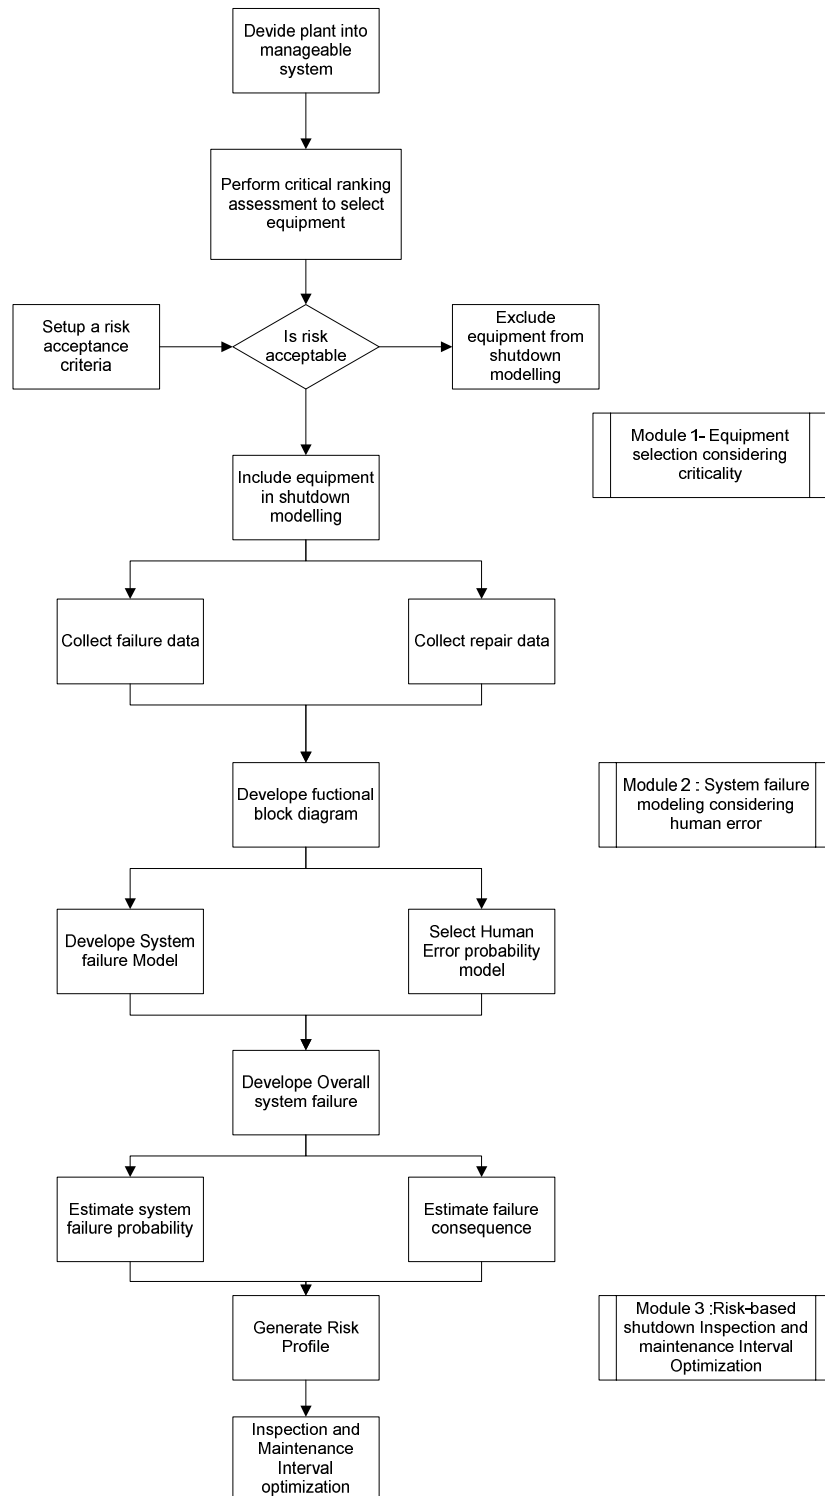 Devide plant into
manageable
system
Perform critical ranking
assessment to select
equipment
Setup a risk
acceptance
criteria
Is risk
acceptable
Exclude
equipment from
shutdown
modelling
Module 1- Equipment
selection considering
criticality
Include equipment
in shutdown
modelling
Collect failure data
Collect repair data
Develope fuctional
block diagram
Module 2 : System failure
modeling considering
human error
Develope System
failure Model
Select Human
Error probability
model
Develope Overall
system failure
Estimate system
failure probability
Estimate failure
consequence
Generate Risk
Profile
Module 3 :Risk-based
shutdown Inspection and
maintenance Interval
Optimization
Inspection and
Maintenance
Interval
optimization